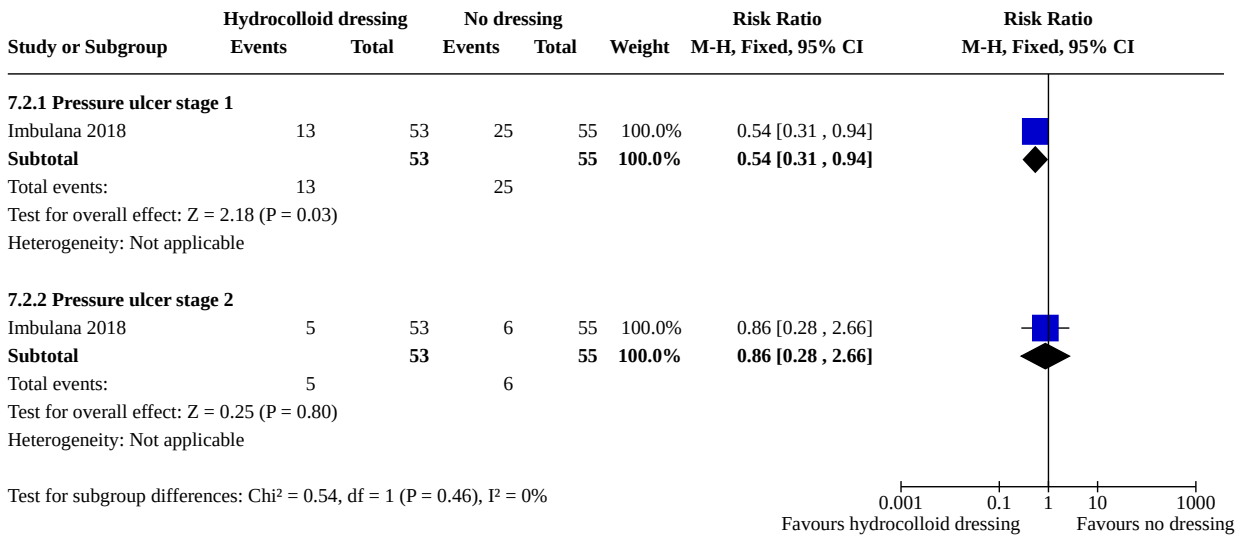 Hydrocolloid dressing No dressing Risk Ratio Risk Ratio
Study or Subgroup Events Total Events Total Weight M-H, Fixed, 95% CI M-H, Fixed, 95% CI
7.2.1 Pressure ulcer stage 1
Imbulana 2018 13 53 25 55 100.0% 0.54 [0.31 , 0.94]
Subtotal 53 55 100.0% 0.54 [0.31 , 0.94]
Total events: 13 25
Test for overall effect: Z = 2.18 (P = 0.03)
Heterogeneity: Not applicable
7.2.2 Pressure ulcer stage 2
Imbulana 2018 5 53 6 55 100.0% 0.86 [0.28 , 2.66]
Subtotal 53 55 100.0% 0.86 [0.28 , 2.66]
Total events: 5 6
Test for overall effect: Z = 0.25 (P = 0.80)
Heterogeneity: Not applicable
Test for subgroup differences: Chi² = 0.54, df = 1 (P = 0.46), I² = 0%
0.001 0.1 1 10 1000
Favours hydrocolloid dressing Favours no dressing